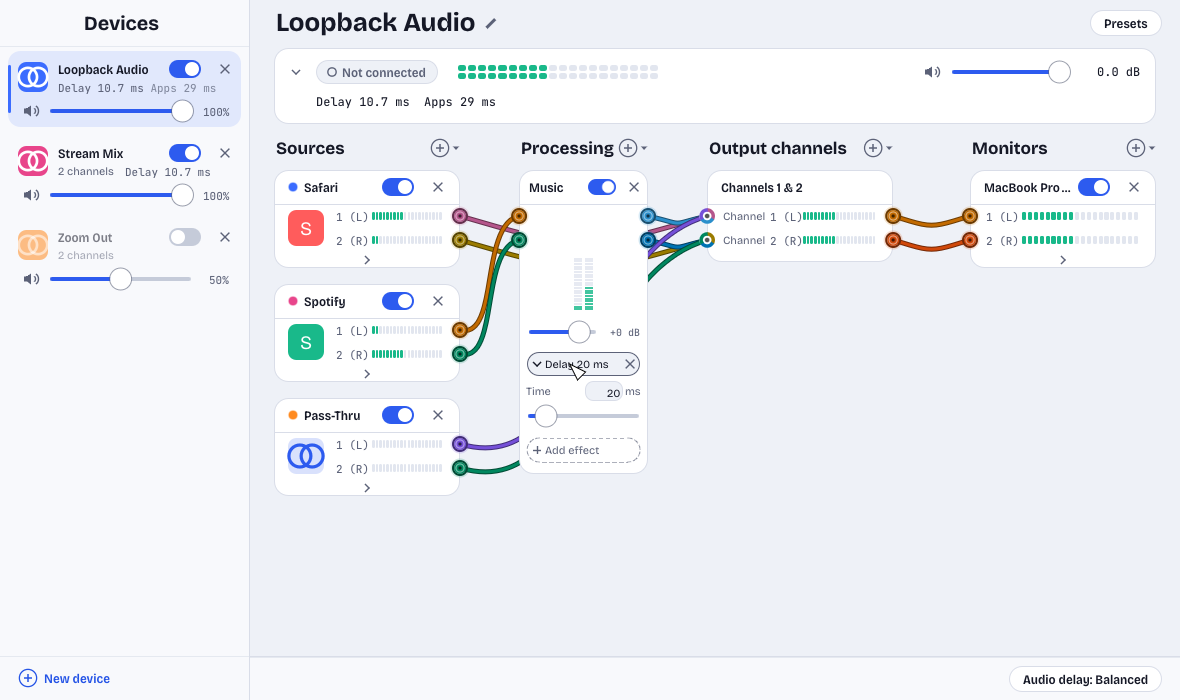 Devices
Loopback Audio
Delay 10.7 ms Apps 29 ms
100%
Stream Mix
2 channels Delay 10.7 ms
100%
Zoom Out
2 channels
50%
New device
Loopback Audio
Presets
Not connected
0.0 dB
Delay 10.7 ms Apps 29 ms
Sources
Processing
Output channels
Monitors
Safari
S
1 (L)
2 (R)
Spotify
S
1 (L)
2 (R)
Pass-Thru
1 (L)
2 (R)
Music
+0 dB
Delay 20 ms
Time 20 ms
+ Add effect
Channels 1 & 2
Channel 1 (L)
Channel 2 (R)
MacBook Pro...
1 (L)
2 (R)
Audio delay: Balanced